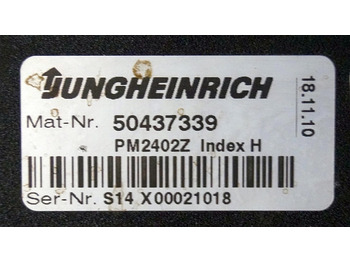 JUNGHEINRICH
18.11.10
Mat-Nr. 50437339
PM2402Z Index H
Ser-Nr. S14 X00021018